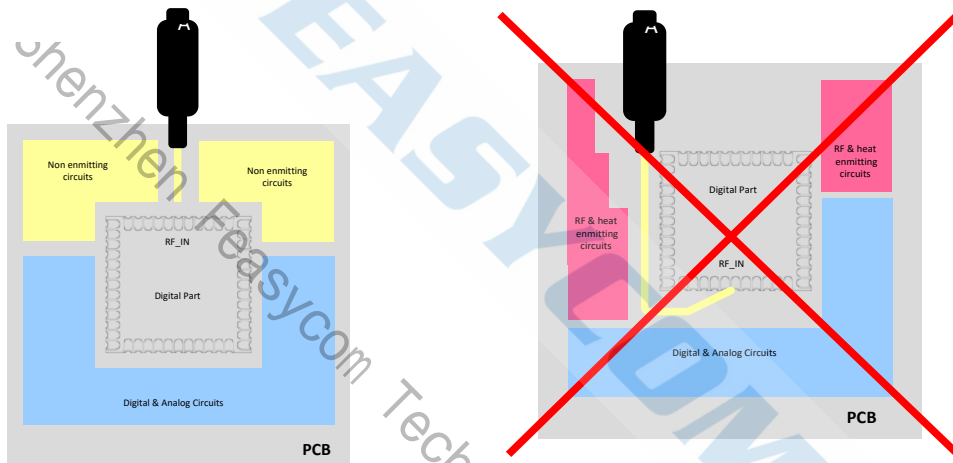 Non enmitting
circuits
Non enmitting
circuits
RF_IN
Digital Part
Digital & Analog Circuits
PCB
RF & heat
enmitting
circuits
Digital Part
RF & heat
enmitting
circuits
RF_IN
Digital & Analog Circuits
PCB
Shenzhen Feasycom Tech
EASYCOM